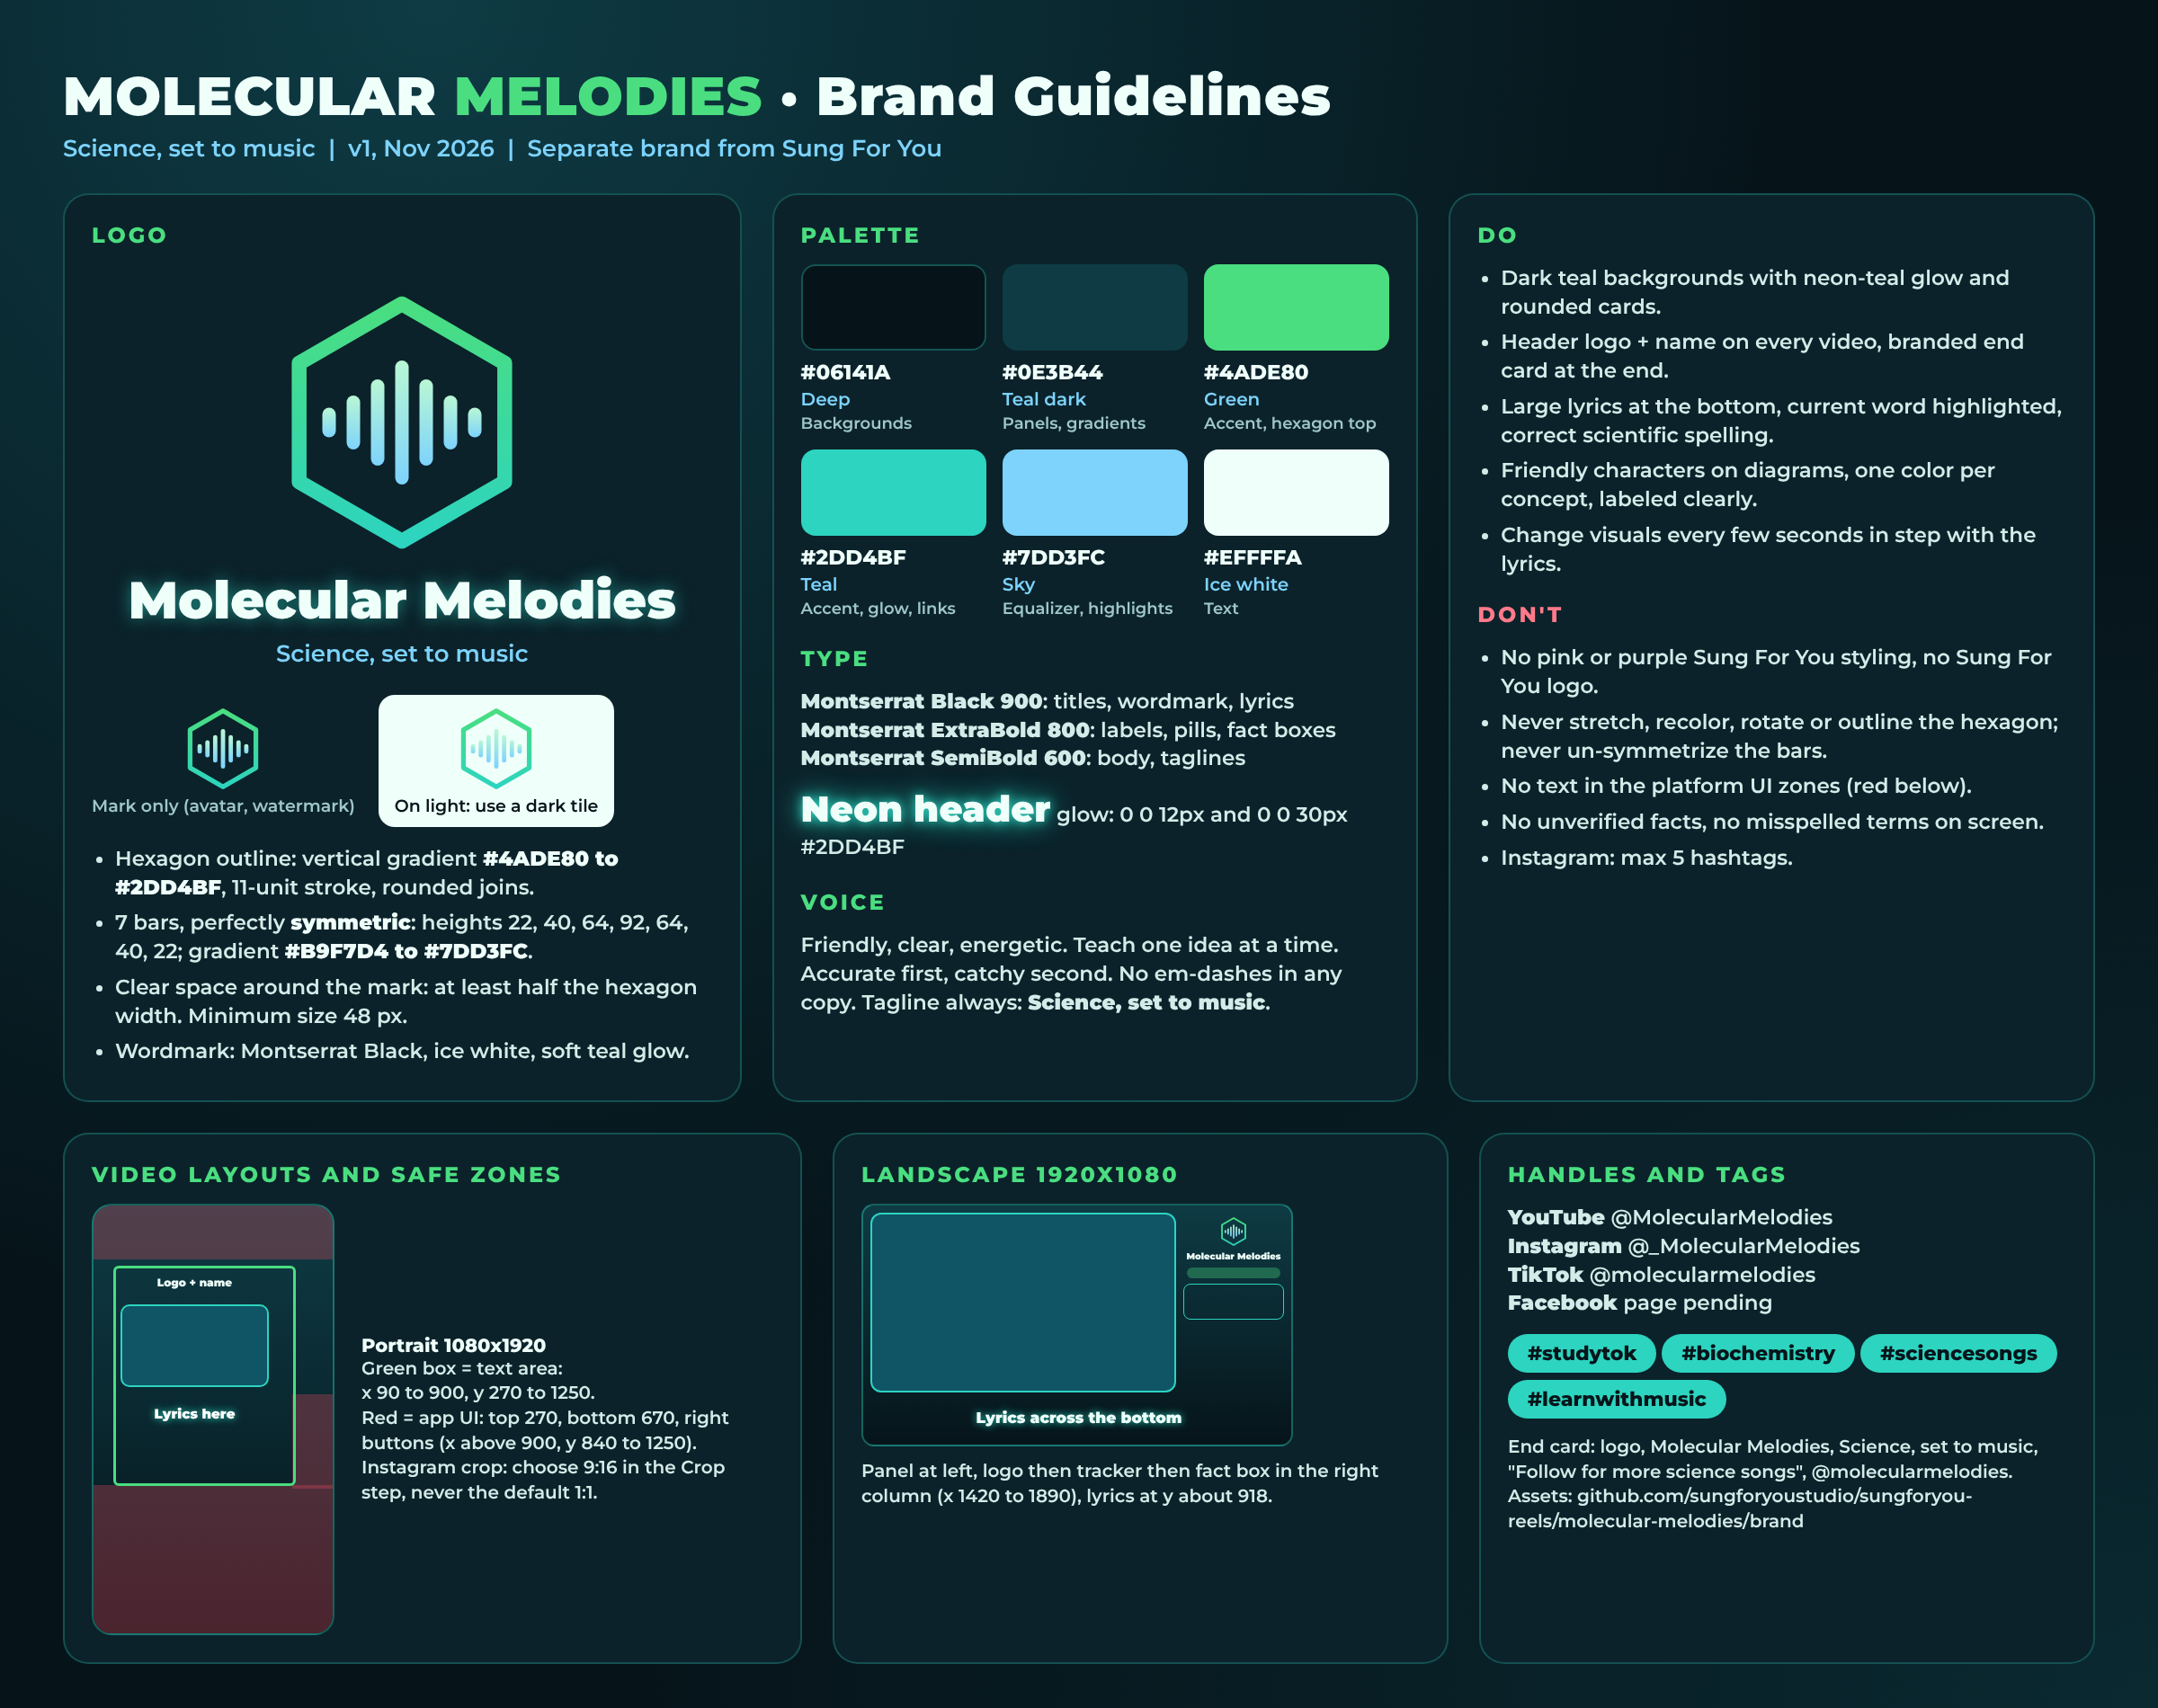 MOLECULAR MELODIES • Brand Guidelines
Science, set to music | v1, Nov 2026 | Separate brand from Sung For You
LOGO
Molecular Melodies
Science, set to music
Mark only (avatar, watermark)
On light: use a dark tile
• Hexagon outline: vertical gradient #4ADE80 to
#2DD4BF, 11-unit stroke, rounded joins.
• 7 bars, perfectly symmetric: heights 22, 40, 64, 92, 64,
40, 22; gradient #B9F7D4 to #7DD3FC.
• Clear space around the mark: at least half the hexagon
width. Minimum size 48 px.
• Wordmark: Montserrat Black, ice white, soft teal glow.
PALETTE
#06141A
Deep
Backgrounds
#0E3B44
Teal dark
Panels, gradients
#4ADE80
Green
Accent, hexagon top
#2DD4BF
Teal
Accent, glow, links
#7DD3FC
Sky
Equalizer, highlights
#EFFFFA
Ice white
Text
TYPE
Montserrat Black 900: titles, wordmark, lyrics
Montserrat ExtraBold 800: labels, pills, fact boxes
Montserrat SemiBold 600: body, taglines
Neon header glow: 0 0 12px and 0 0 30px
#2DD4BF
VOICE
Friendly, clear, energetic. Teach one idea at a time.
Accurate first, catchy second. No em-dashes in any
copy. Tagline always: Science, set to music.
DO
• Dark teal backgrounds with neon-teal glow and
rounded cards.
• Header logo + name on every video, branded end
card at the end.
• Large lyrics at the bottom, current word highlighted,
correct scientific spelling.
• Friendly characters on diagrams, one color per
concept, labeled clearly.
• Change visuals every few seconds in step with the
lyrics.
DON'T
• No pink or purple Sung For You styling, no Sung For
You logo.
• Never stretch, recolor, rotate or outline the hexagon;
never un-symmetrize the bars.
• No text in the platform UI zones (red below).
• No unverified facts, no misspelled terms on screen.
• Instagram: max 5 hashtags.
VIDEO LAYOUTS AND SAFE ZONES
Logo + name
Lyrics here
Portrait 1080x1920
Green box = text area:
x 90 to 900, y 270 to 1250.
Red = app UI: top 270, bottom 670, right
buttons (x above 900, y 840 to 1250).
Instagram crop: choose 9:16 in the Crop
step, never the default 1:1.
LANDSCAPE 1920X1080
Molecular Melodies
Lyrics across the bottom
Panel at left, logo then tracker then fact box in the right
column (x 1420 to 1890), lyrics at y about 918.
HANDLES AND TAGS
YouTube @MolecularMelodies
Instagram @_MolecularMelodies
TikTok @molecularmelodies
Facebook page pending
#studytok #biochemistry #sciencesongs
#learnwithmusic
End card: logo, Molecular Melodies, Science, set to music,
"Follow for more science songs", @molecularmelodies.
Assets: github.com/sungforyoustudio/sungforyou-
reels/molecular-melodies/brand